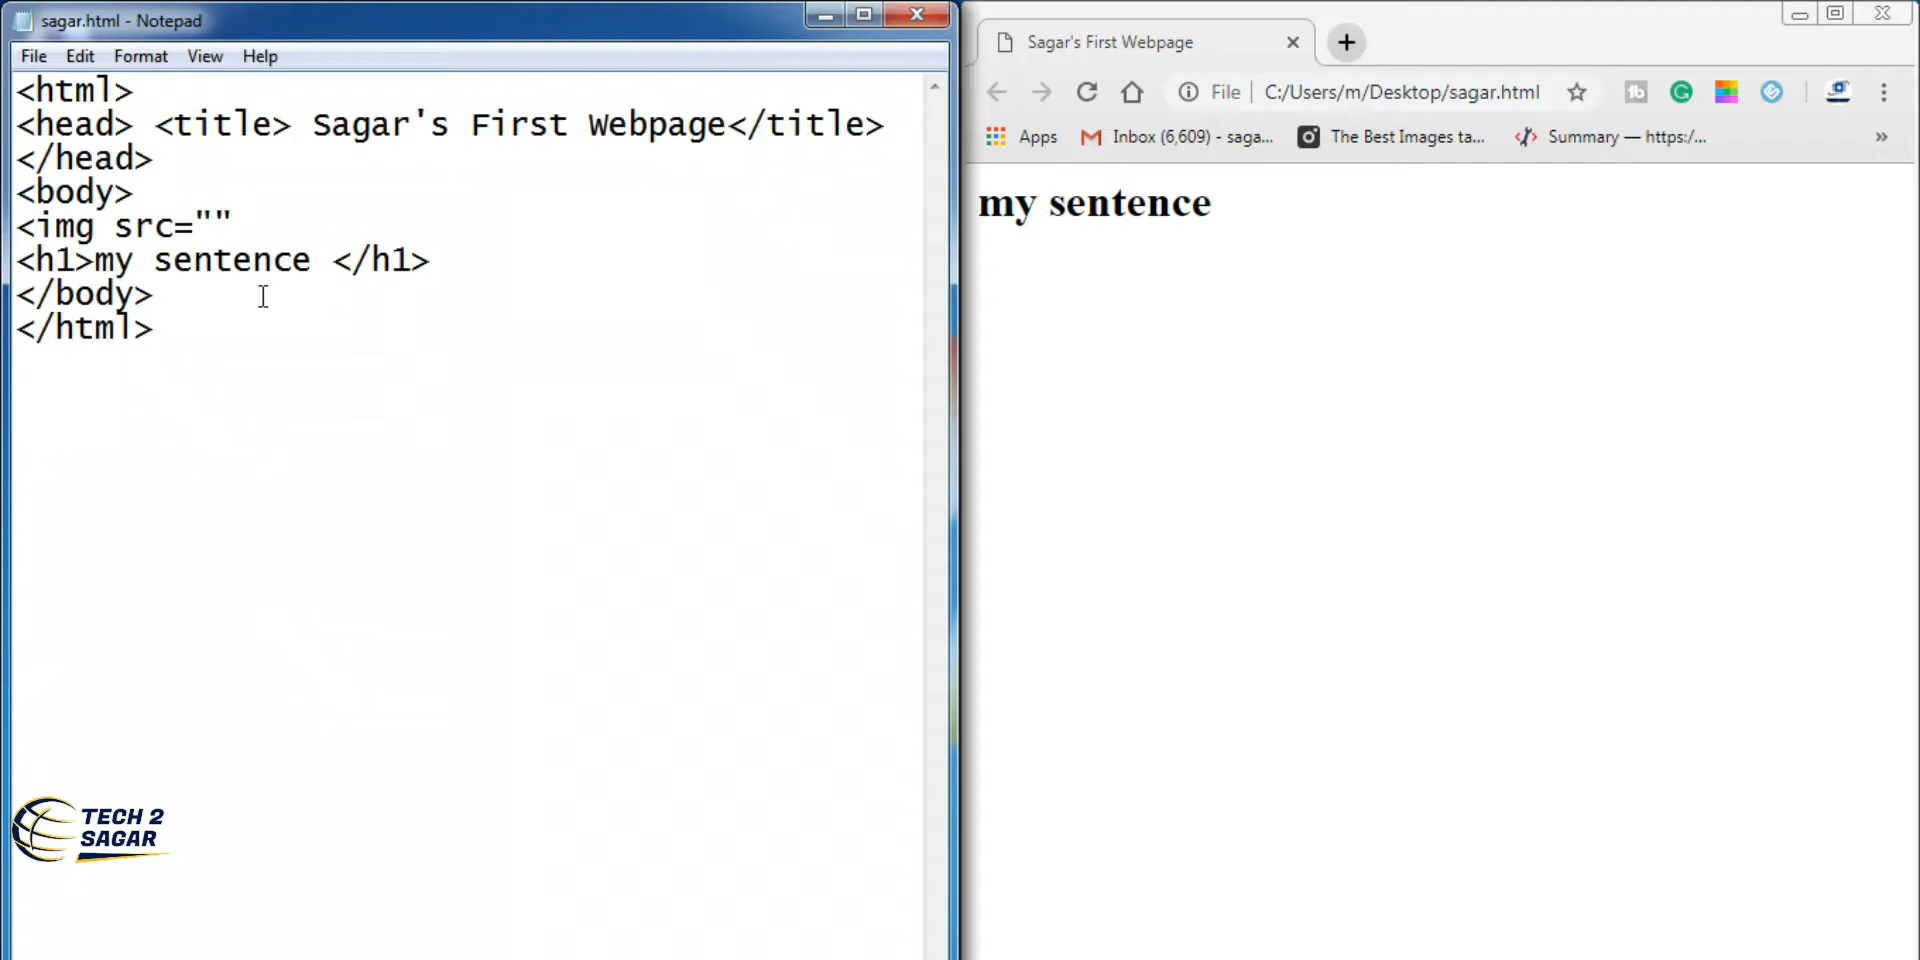 sagar.html - Notepad
File Edit Format View Help
<html>
<head> <title> Sagar's First Webpage</title>
</head>
<body>
<img src=""
<h1>my sentence </h1>
</body>
</html>
TECH 2
SAGAR
Sagar's First Webpage
File C:/Users/m/Desktop/sagar.html
Apps Inbox (6,609) - saga... The Best Images ta... Summary — https:/... »
my sentence